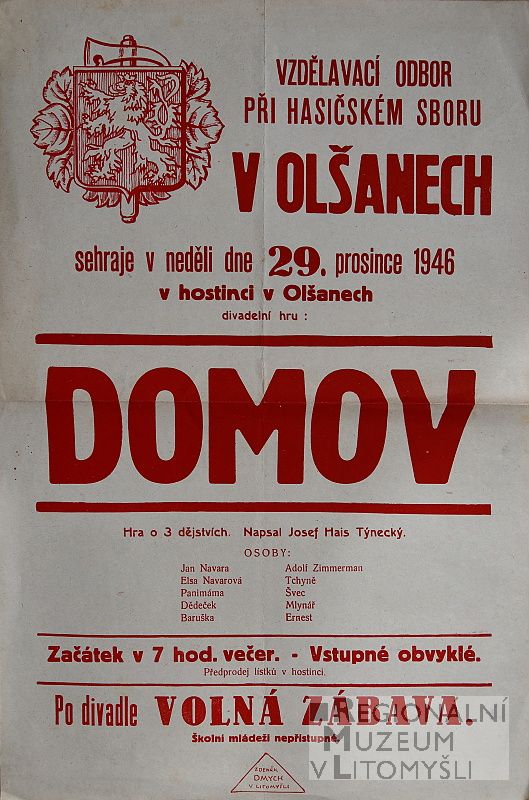 VZDĚLAVACÍ ODBOR
PŘI HASIČSKÉM SBORU
V OLŠANECH
sehraje v neděli dne 29. prosince 1946
v hostinci v Olšanech
divadelní hru :
DOMOV
Hra o 3 dějstvích. Napsal Josef Hais Týnecký.
OSOBY:
Jan Navara Adolf Zimmerman
Elsa Navarová Tchyně
Panimáma Švec
Dědeček Mlynář
Baruška Ernest
Začátek v 7 hod. večer. - Vstupné obvyklé.
Předprodej lístků v hostinci.
Po divadle VOLNÁ ZÁBAVA.
Školní mládeži nepřístupné.
ZDENĚK
DMYCH
V LITOMYŠLI
REGIONÁLNÍ
MUZEUM
V LITOMYŠLI